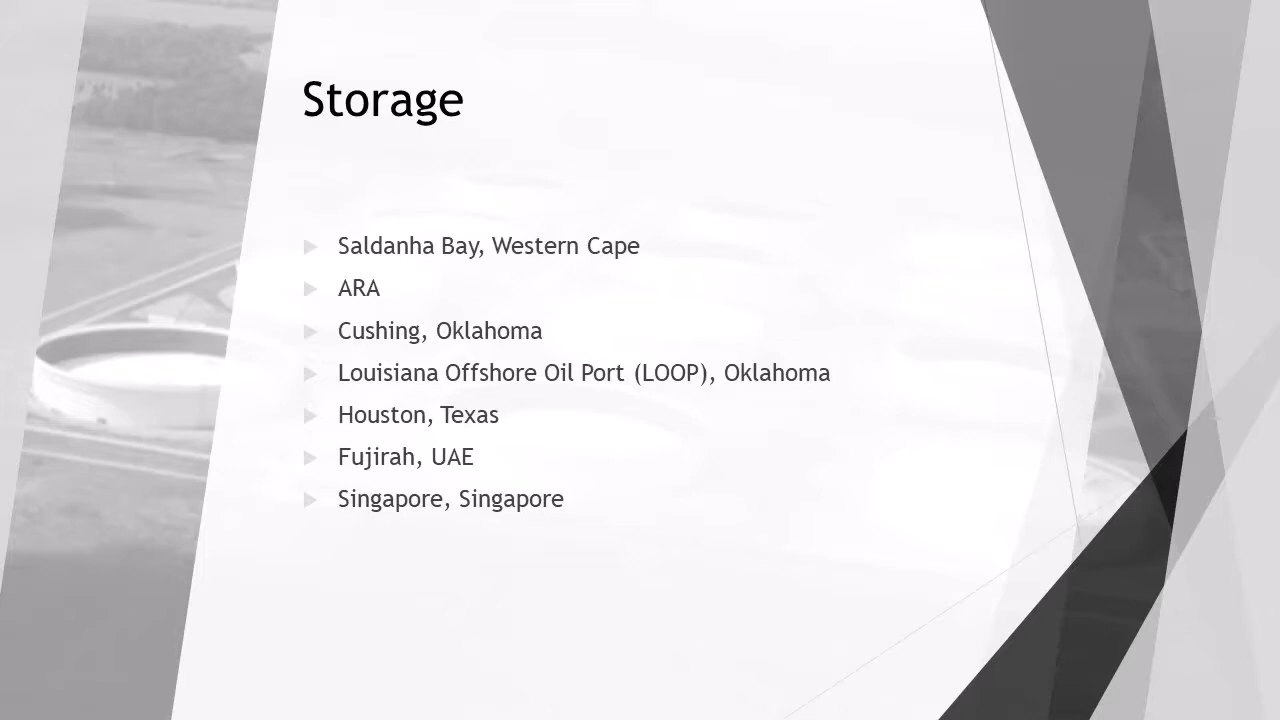 Storage
Saldanha Bay, Western Cape
ARA
Cushing, Oklahoma
Louisiana Offshore Oil Port (LOOP), Oklahoma
Houston, Texas
Fujirah, UAE
Singapore, Singapore